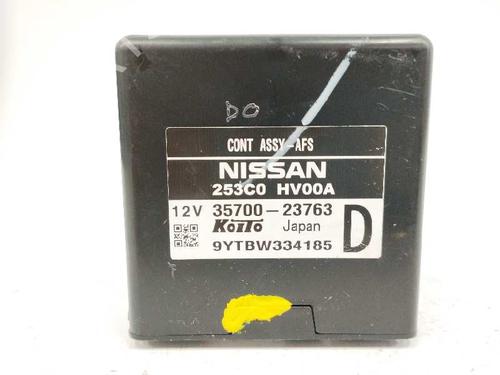 DO
CONT ASSY-AFS
NISSAN
253C0 HV00A
12V 35700-23763
KOITO Japan D
9YTBW334185